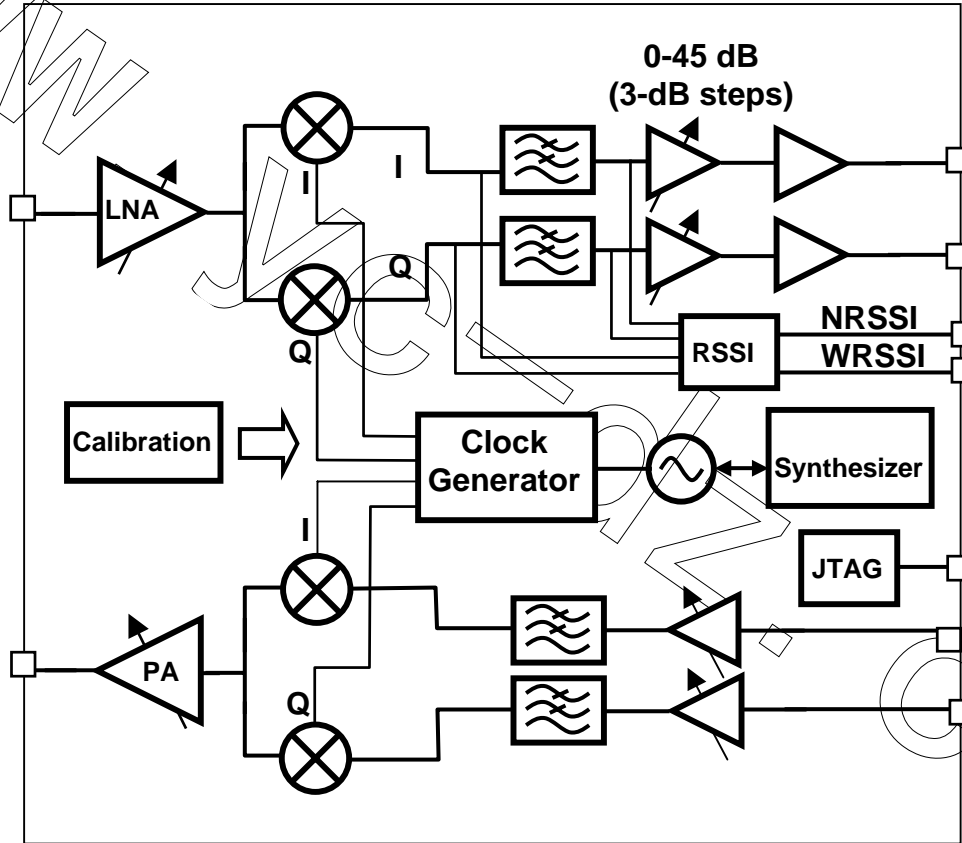 0-45 dB
(3-dB steps)
LNA
I
I
Q
Q
NRSSI
WRSSI
RSSI
Calibration
Clock
Generator
Synthesizer
I
JTAG
PA
Q